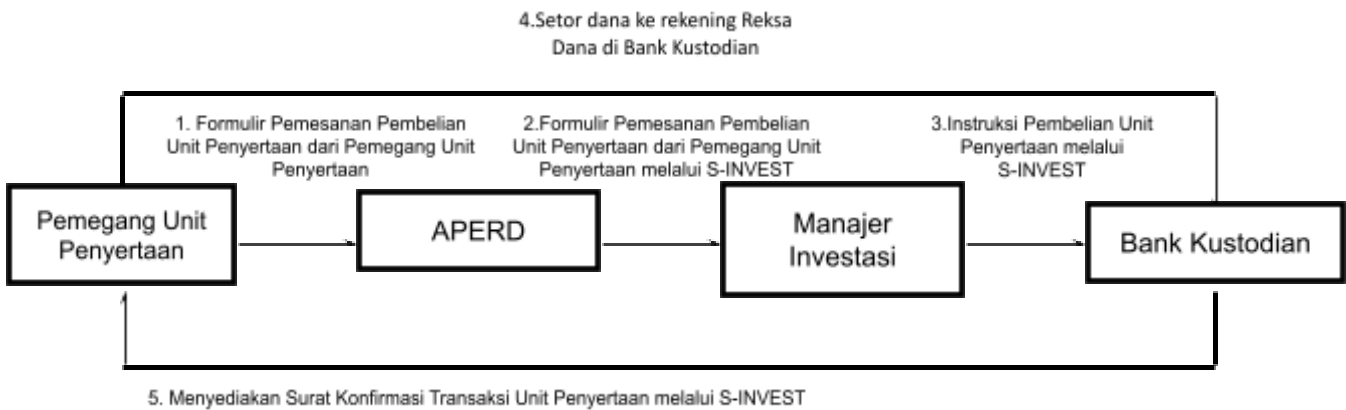 4.Setor dana ke rekening Reksa
Dana di Bank Kustodian
1. Formulir Pemesanan Pembelian
Unit Penyertaan dari Pemegang Unit
Penyertaan
2.Formulir Pemesanan Pembelian
Unit Penyertaan dari Pemegang Unit
Penyertaan melalui S-INVEST
3.Instruksi Pembelian Unit
Penyertaan melalui
S-INVEST
Pemegang Unit
Penyertaan
APERD
Manajer
Investasi
Bank Kustodian
5. Menyediakan Surat Konfirmasi Transaksi Unit Penyertaan melalui S-INVEST